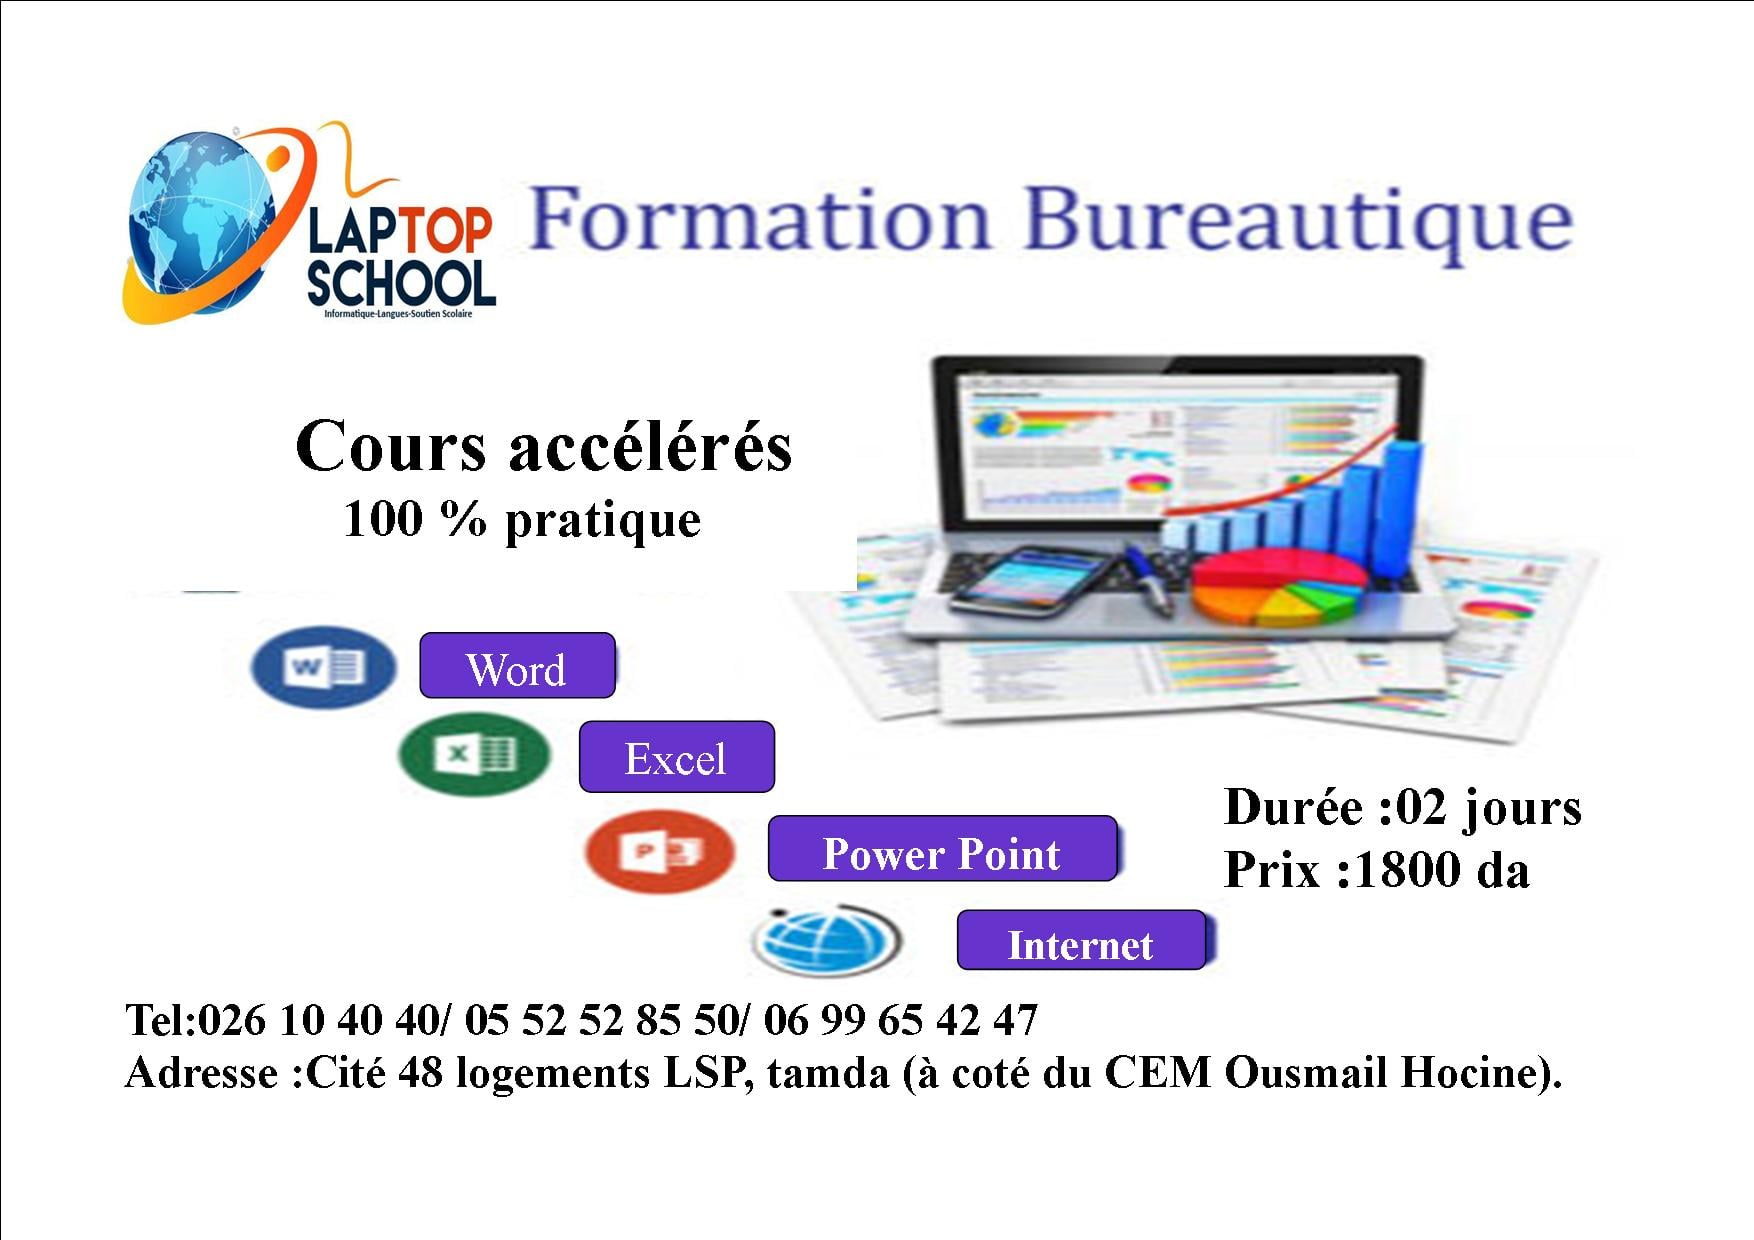 LAPTOP
SCHOOL
Informatique-Langues-Soutien Scolaire
Formation Bureautique
Cours accélérés
100 % pratique
W
Word
X
Excel
P
Power Point
Internet
Durée :02 jours
Prix :1800 da
Tel:026 10 40 40/ 05 52 52 85 50/ 06 99 65 42 47
Adresse :Cité 48 logements LSP, tamda (à coté du CEM Ousmail Hocine).